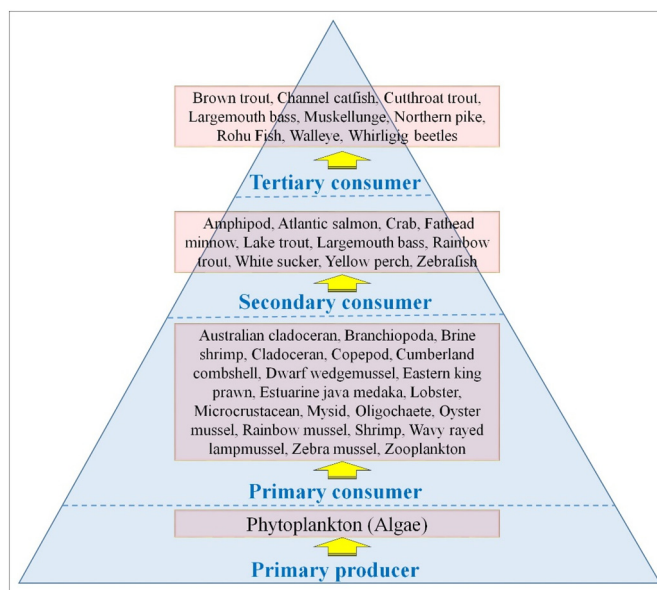 Brown trout, Channel catfish, Cutthroat trout,
Largemouth bass, Muskellunge, Northern pike,
Rohu Fish, Walleye, Whirligig beetles
Tertiary consumer
Amphipod, Atlantic salmon, Crab, Fathead
minnow, Lake trout, Largemouth bass, Rainbow
trout, White sucker, Yellow perch, Zebrafish
Secondary consumer
Australian cladoceran, Branchiopoda, Brine
shrimp, Cladoceran, Copepod, Cumberland
combshell, Dwarf wedgemussel, Eastern king
prawn, Estuarine java medaka, Lobster,
Microcrustacean, Mysid, Oligochaete, Oyster
mussel, Rainbow mussel, Shrimp, Wavy rayed
lampmussel, Zebra mussel, Zooplankton
Primary consumer
Phytoplankton (Algae)
Primary producer